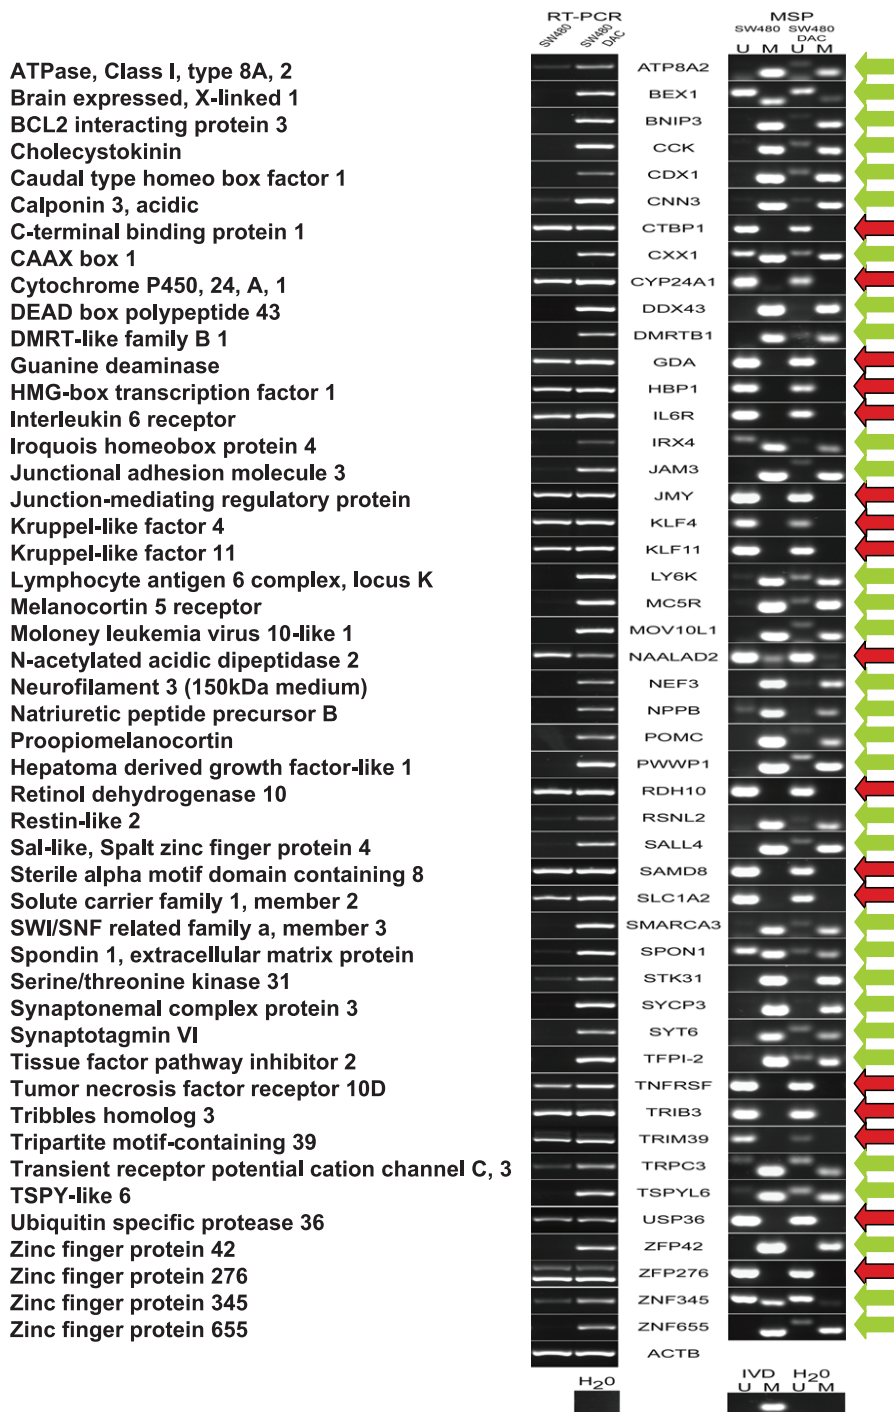 RT-PCR MSP
SW480 SW480 DAC SW480 SW480 DAC
U M U M
ATPase, Class I, type 8A, 2 ATP8A2
Brain expressed, X-linked 1 BEX1
BCL2 interacting protein 3 BNIP3
Cholecystokinin CCK
Caudal type homeo box factor 1 CDX1
Calponin 3, acidic CNN3
C-terminal binding protein 1 CTBP1
CAAX box 1 CXX1
Cytochrome P450, 24, A, 1 CYP24A1
DEAD box polypeptide 43 DDX43
DMRT-like family B 1 DMRTB1
Guanine deaminase GDA
HMG-box transcription factor 1 HBP1
Interleukin 6 receptor IL6R
Iroquois homeobox protein 4 IRX4
Junctional adhesion molecule 3 JAM3
Junction-mediating regulatory protein JMY
Kruppel-like factor 4 KLF4
Kruppel-like factor 11 KLF11
Lymphocyte antigen 6 complex, locus K LY6K
Melanocortin 5 receptor MC5R
Moloney leukemia virus 10-like 1 MOV10L1
N-acetylated acidic dipeptidase 2 NAALAD2
Neurofilament 3 (150kDa medium) NEF3
Natriuretic peptide precursor B NPPB
Proopiomelanocortin POMC
Hepatoma derived growth factor-like 1 PWWP1
Retinol dehydrogenase 10 RDH10
Restin-like 2 RSNL2
Sal-like, Spalt zinc finger protein 4 SALL4
Sterile alpha motif domain containing 8 SAMD8
Solute carrier family 1, member 2 SLC1A2
SWI/SNF related family a, member 3 SMARCA3
Spondin 1, extracellular matrix protein SPON1
Serine/threonine kinase 31 STK31
Synaptonemal complex protein 3 SYCP3
Synaptotagmin VI SYT6
Tissue factor pathway inhibitor 2 TFPI-2
Tumor necrosis factor receptor 10D TNFRSF
Tribbles homolog 3 TRIB3
Tripartite motif-containing 39 TRIM39
Transient receptor potential cation channel C, 3 TRPC3
TSPY-like 6 TSPYL6
Ubiquitin specific protease 36 USP36
Zinc finger protein 42 ZFP42
Zinc finger protein 276 ZFP276
Zinc finger protein 345 ZNF345
Zinc finger protein 655 ZNF655
ACTB
H20 IVD H20
U M U M